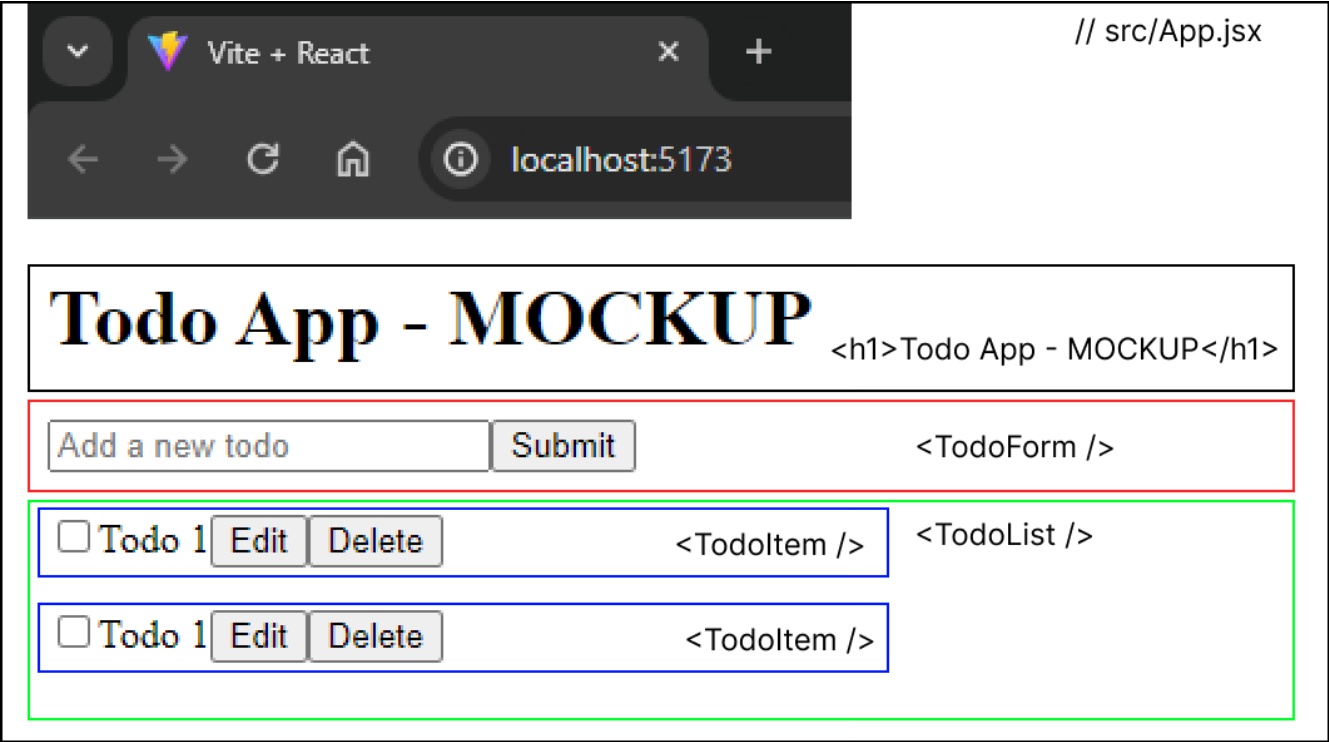 Vite + React
// src/App.jsx
localhost:5173
Todo App - MOCKUP
<h1>Todo App - MOCKUP</h1>
Add a new todo Submit
<TodoForm />
Todo 1 Edit Delete
<TodoItem />
<TodoList />
Todo 1 Edit Delete
<TodoItem />